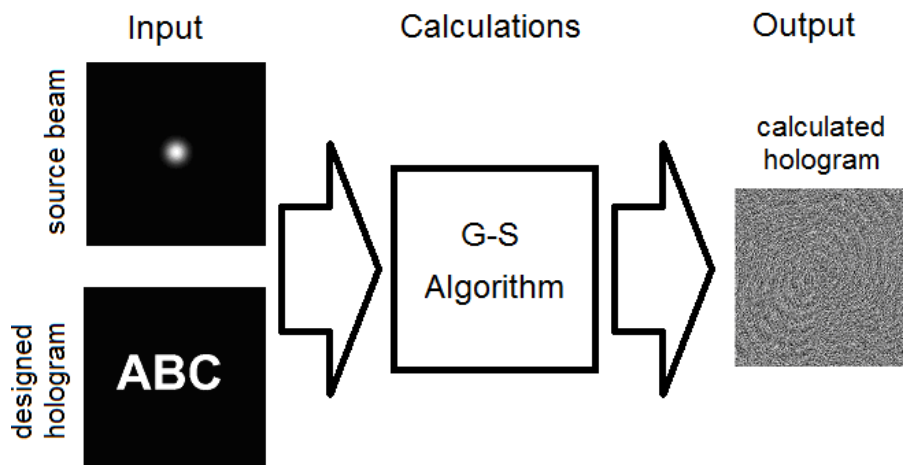 Input
Calculations
Output
source beam
designed
hologram
ABC
G-S
Algorithm
calculated
hologram